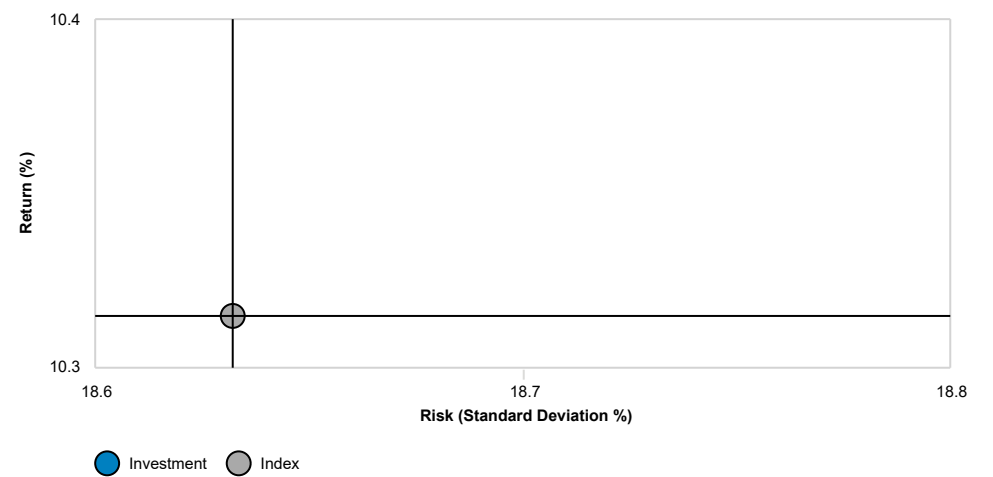 10.4
Return (%)
10.3
18.6 18.7 18.8
Risk (Standard Deviation %)
Investment Index